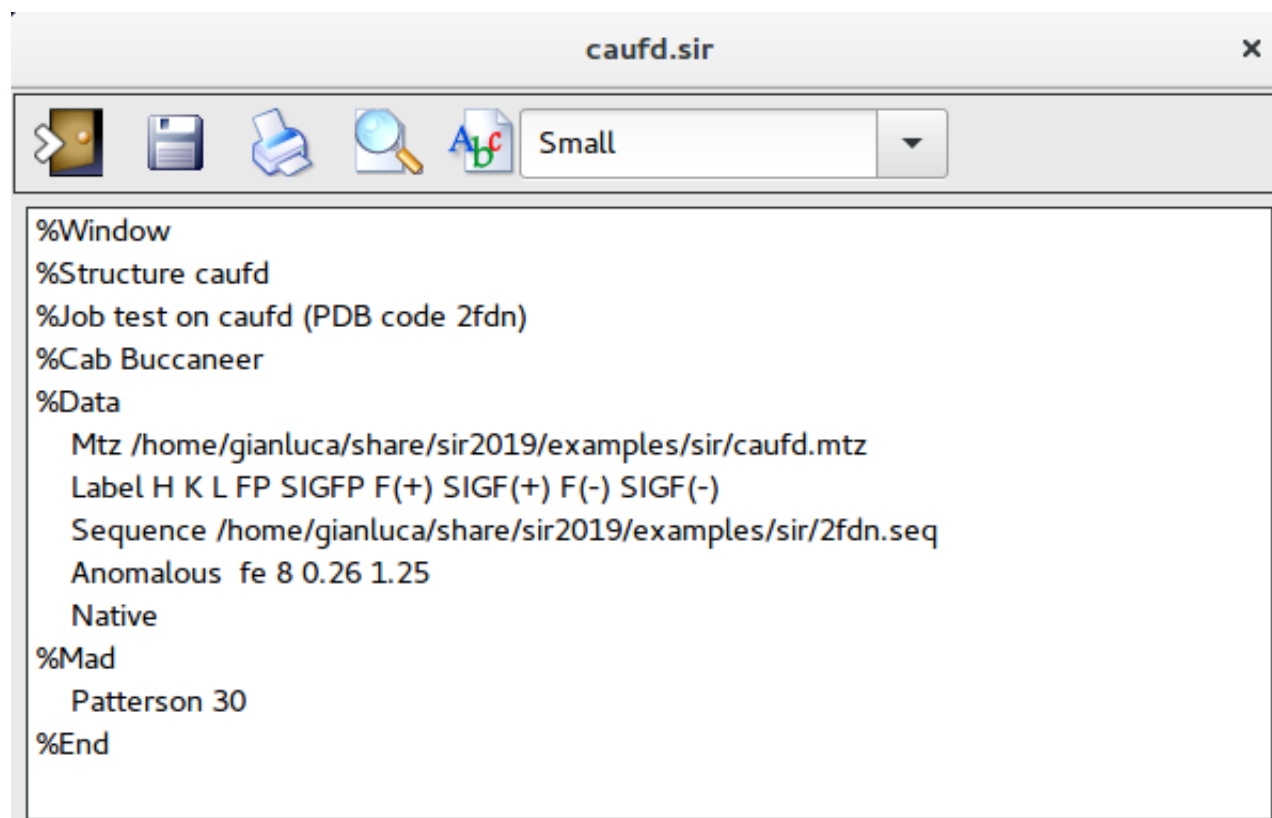 caufd.sir
Abc Small
%Window
%Structure caufd
%Job test on caufd (PDB code 2fdn)
%Cab Buccaneer
%Data
Mtz /home/gianluca/share/sir2019/examples/sir/caufd.mtz
Label H K L FP SIGFP F(+) SIGF(+) F(-) SIGF(-)
Sequence /home/gianluca/share/sir2019/examples/sir/2fdn.seq
Anomalous  fe 8 0.26 1.25
Native
%Mad
Patterson 30
%End